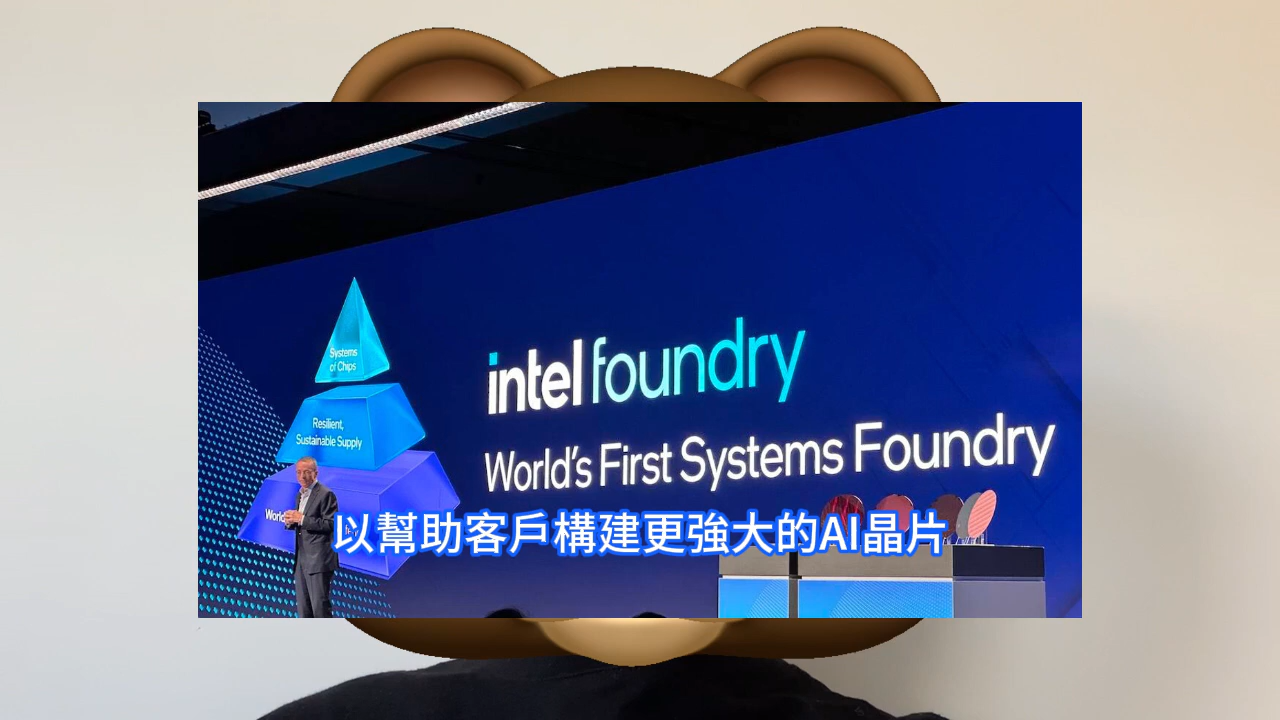 Systems
of Chips
Resilient,
Sustainable Supply
World
intel foundry
World's First Systems Foundry
以幫助客戶構建更強大的AI晶片